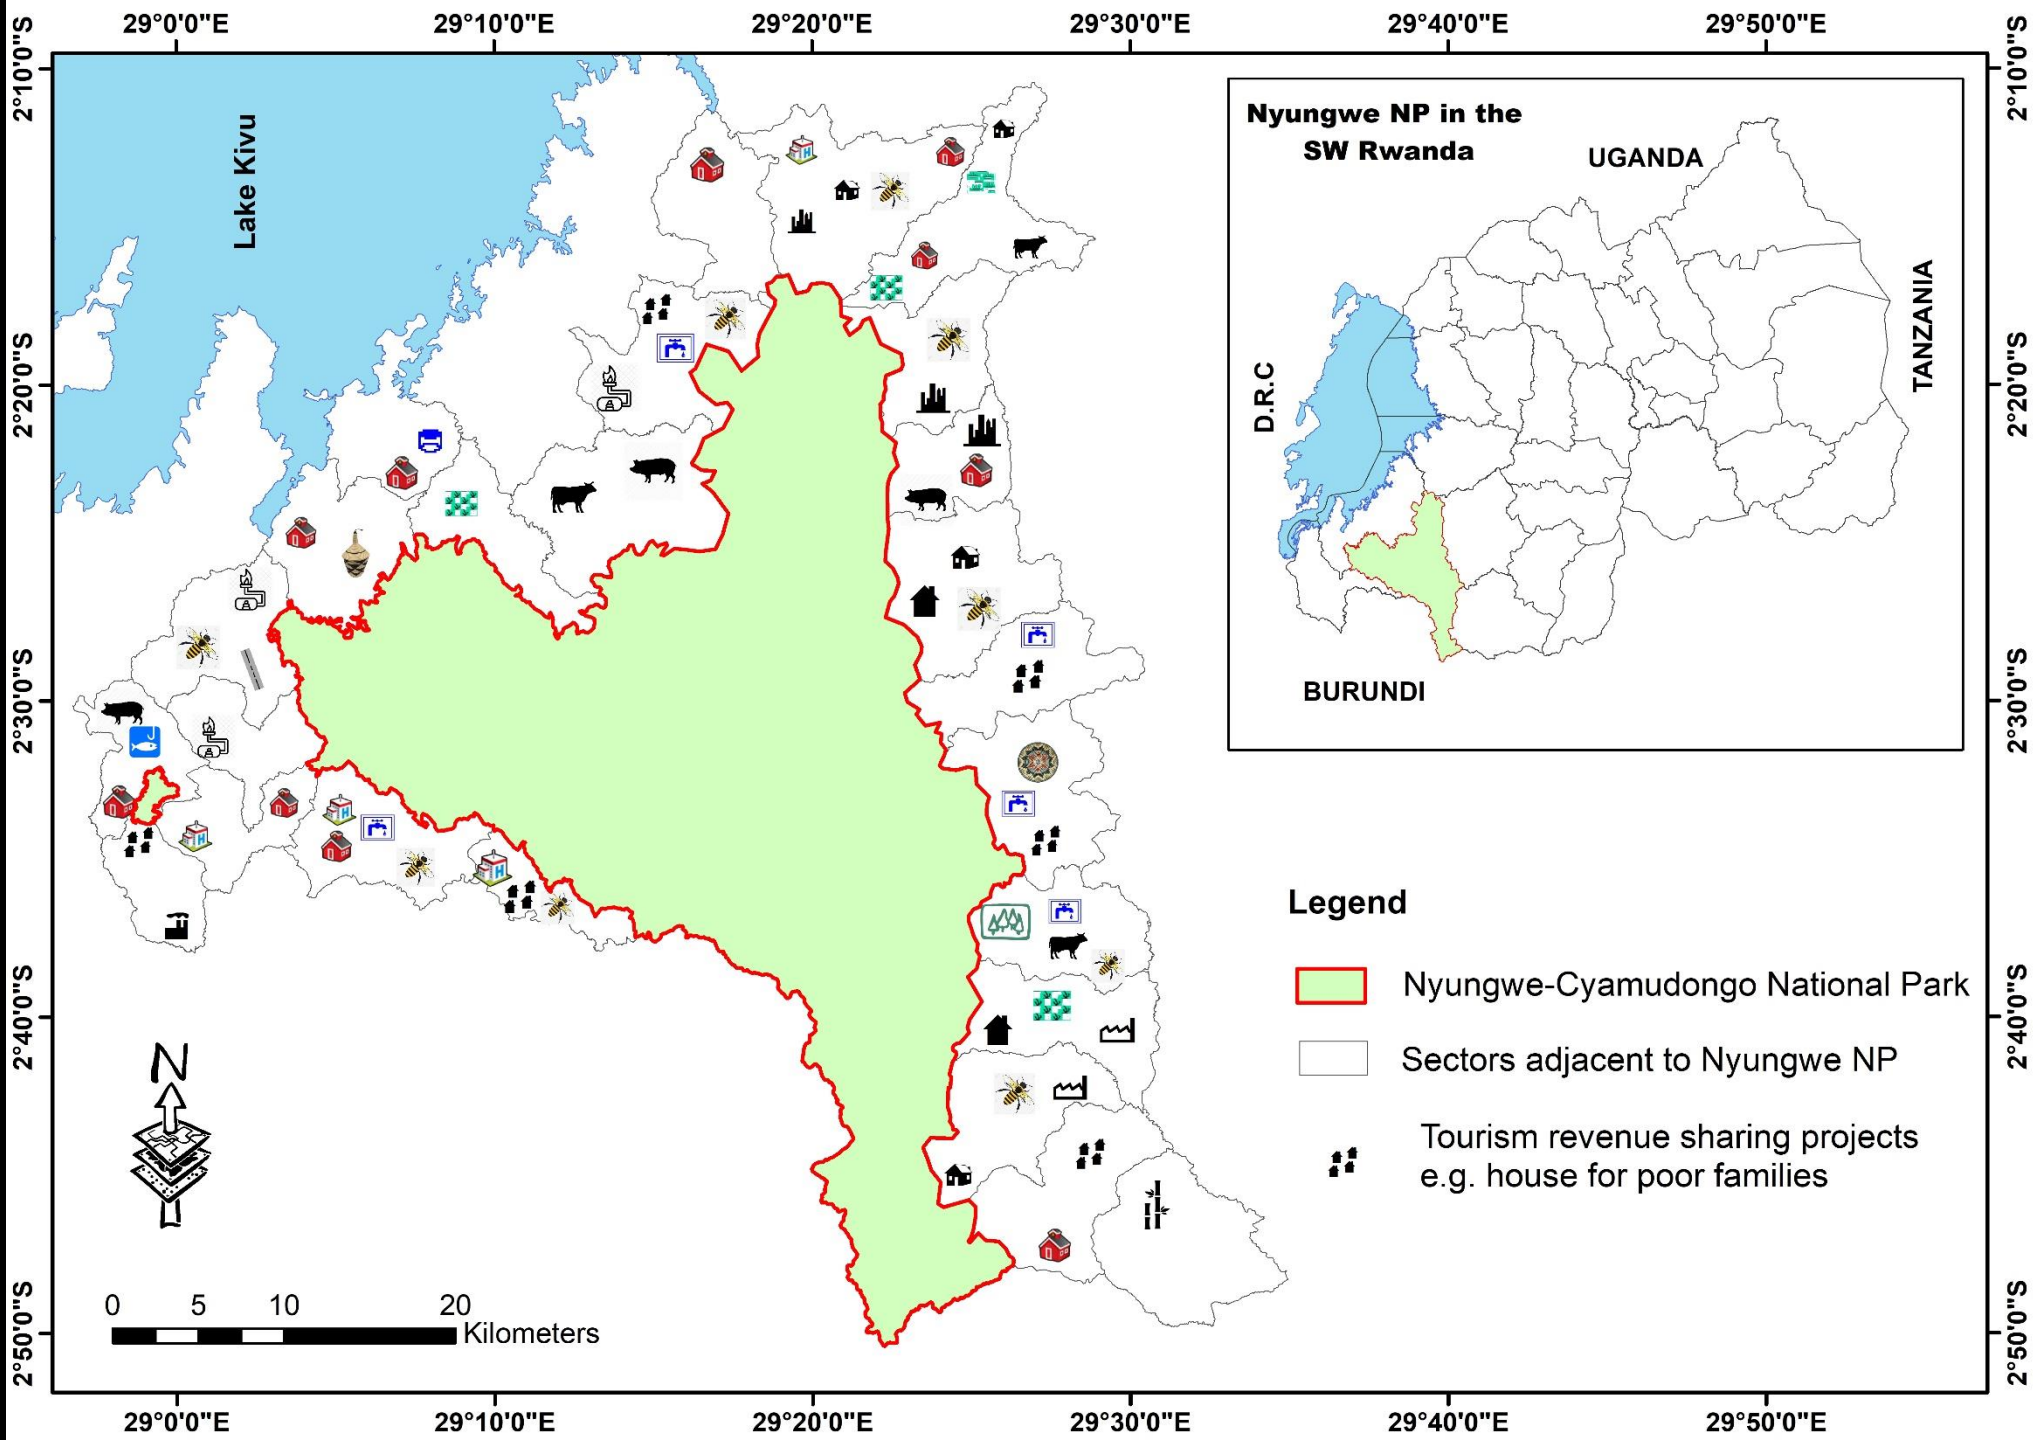 29°0'0"E 29°10'0"E 29°20'0"E 29°30'0"E 29°40'0"E 29°50'0"E
2°10'0"S
2°20'0"S
2°30'0"S
2°40'0"S
2°50'0"S
Lake Kivu
Nyungwe NP in the
SW Rwanda
UGANDA
TANZANIA
D.R.C
BURUNDI
Legend
Nyungwe-Cyamudongo National Park
Sectors adjacent to Nyungwe NP
Tourism revenue sharing projects
e.g. house for poor families
N
0 5 10 20
Kilometers
H
H
H
H
2°10'0"S
2°20'0"S
2°30'0"S
2°40'0"S
2°50'0"S
29°0'0"E 29°10'0"E 29°20'0"E 29°30'0"E 29°40'0"E 29°50'0"E